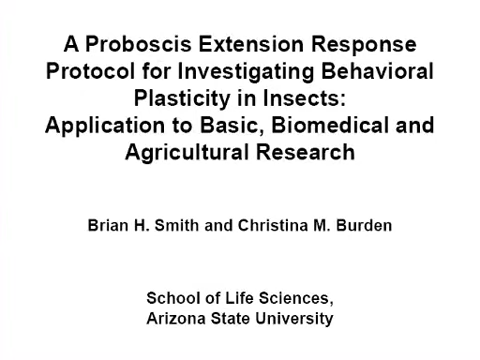 A Proboscis Extension Response
Protocol for Investigating Behavioral
Plasticity in Insects:
Application to Basic, Biomedical and
Agricultural Research
Brian H. Smith and Christina M. Burden
School of Life Sciences,
Arizona State University